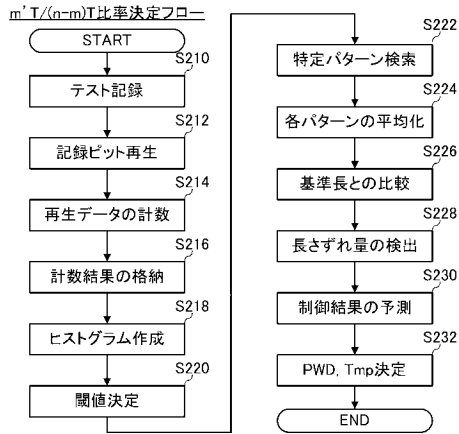 m'T/(n-m)T比率決定フロー
START
S210
テスト記録
S212
記録ピット再生
S214
再生データの計数
S216
計数結果の格納
S218
ヒストグラム作成
S220
閾値決定
S222
特定パターン検索
S224
各パターンの平均化
S226
基準長との比較
S228
長さずれ量の検出
S230
制御結果の予測
S232
PWD, Tmp決定
END